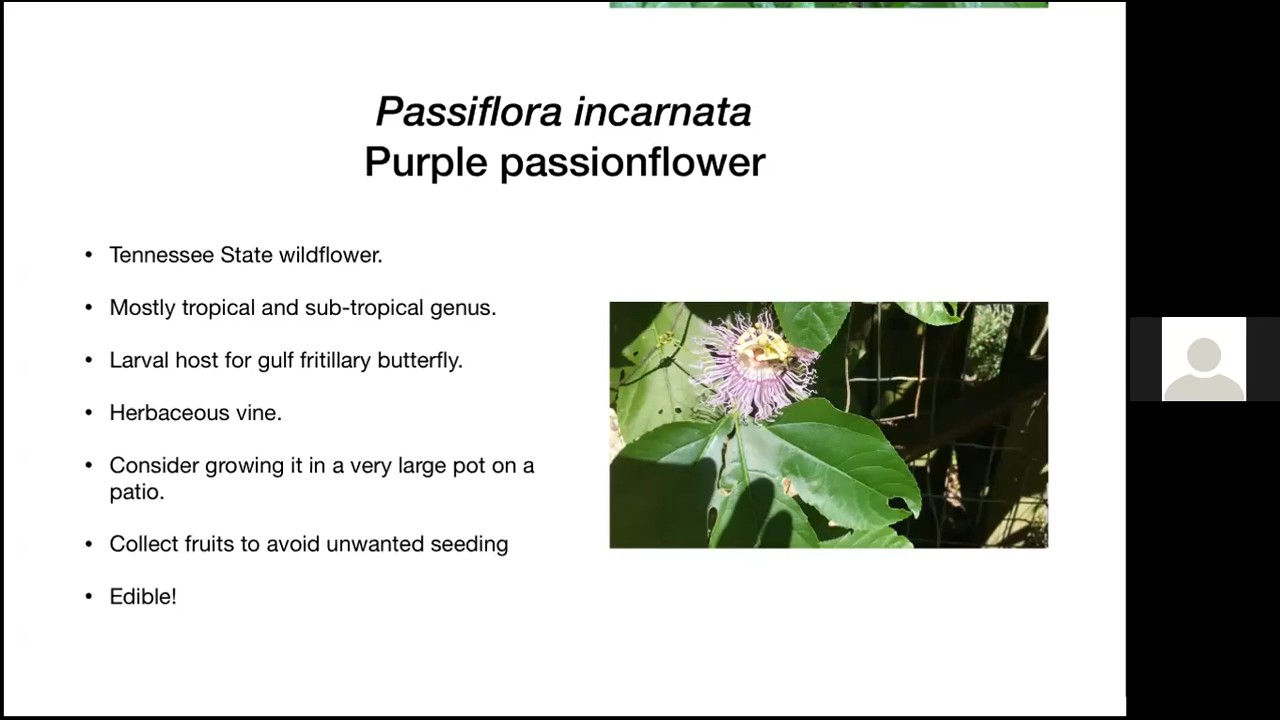 Passiflora incarnata
Purple passionflower
• Tennessee State wildflower.
• Mostly tropical and sub-tropical genus.
• Larval host for gulf fritillary butterfly.
• Herbaceous vine.
• Consider growing it in a very large pot on a
patio.
• Collect fruits to avoid unwanted seeding
• Edible!